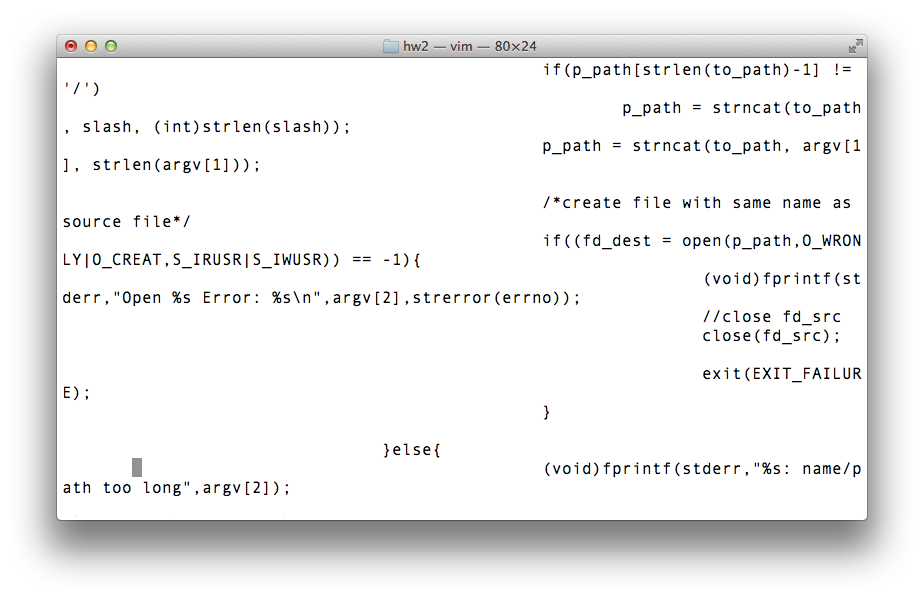 hw2 — vim — 80×24
if(p_path[strlen(to_path)-1] !=
'/')
p_path = strncat(to_path
, slash, (int)strlen(slash));
p_path = strncat(to_path, argv[1
], strlen(argv[1]));
/*create file with same name as
source file*/
if((fd_dest = open(p_path,O_WRON
LY|O_CREAT,S_IRUSR|S_IWUSR)) == -1){
(void)fprintf(st
derr,"Open %s Error: %s\n",argv[2],strerror(errno));
//close fd_src
close(fd_src);
exit(EXIT_FAILUR
E);
}
}else{
(void)fprintf(stderr,"%s: name/p
ath too long",argv[2]);